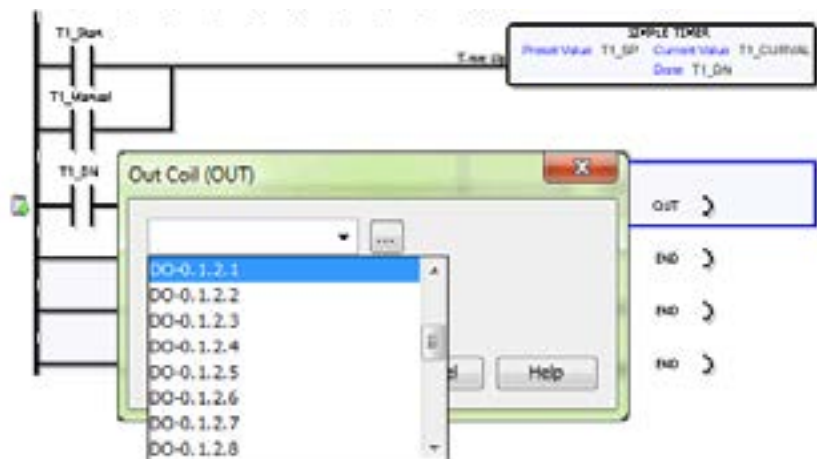 T1_Start
SIMPLE TIMER
Preset Value T1_SP Current Value T1_CURVAL
Done T1_DN
T1_Manual
T1_DN
Out Coil (OUT)
...
OUT
DO-0.1.2.1
DO-0.1.2.2
DO-0.1.2.3
DO-0.1.2.4
DO-0.1.2.5
DO-0.1.2.6
DO-0.1.2.7
DO-0.1.2.8
Help
END
END
END